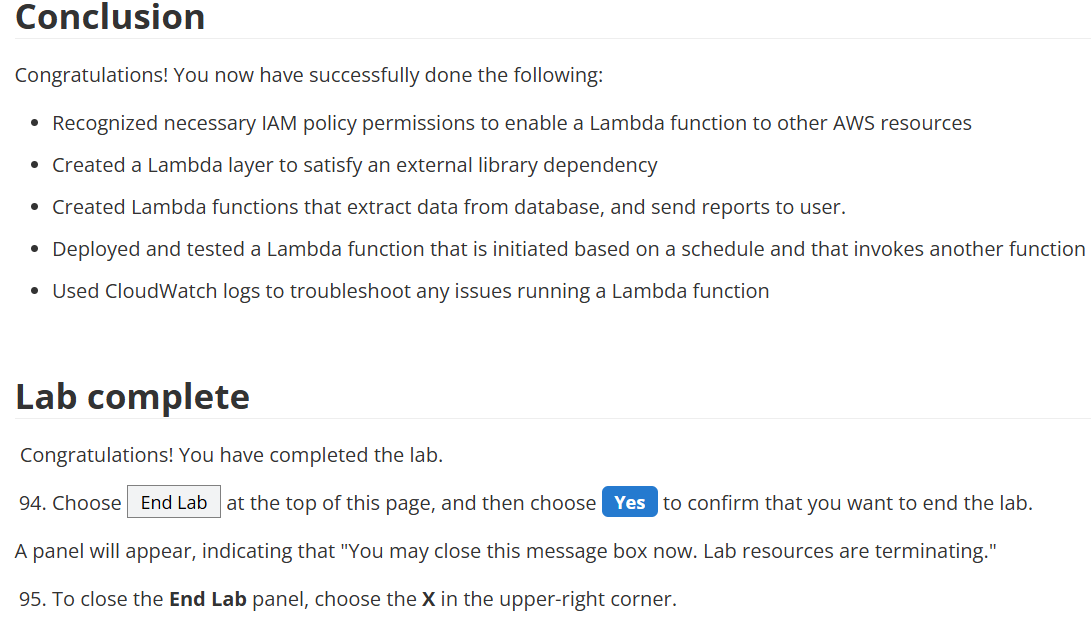 Conclusion
Congratulations! You now have successfully done the following:
• Recognized necessary IAM policy permissions to enable a Lambda function to other AWS resources
• Created a Lambda layer to satisfy an external library dependency
• Created Lambda functions that extract data from database, and send reports to user.
• Deployed and tested a Lambda function that is initiated based on a schedule and that invokes another function
• Used CloudWatch logs to troubleshoot any issues running a Lambda function
Lab complete
Congratulations! You have completed the lab.
94. Choose End Lab at the top of this page, and then choose Yes to confirm that you want to end the lab.
A panel will appear, indicating that "You may close this message box now. Lab resources are terminating."
95. To close the End Lab panel, choose the X in the upper-right corner.